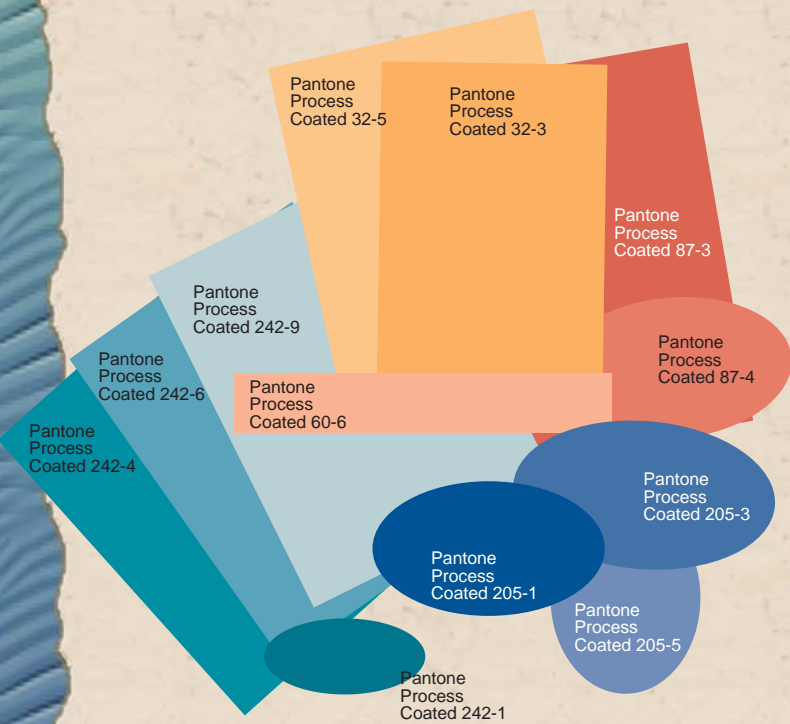 Pantone
Process
Coated 32-5
Pantone
Process
Coated 32-3
Pantone
Process
Coated 87-3
Pantone
Process
Coated 242-9
Pantone
Process
Coated 87-4
Pantone
Process
Coated 242-6
Pantone
Process
Coated 60-6
Pantone
Process
Coated 242-4
Pantone
Process
Coated 205-3
Pantone
Process
Coated 205-1
Pantone
Process
Coated 205-5
Pantone
Process
Coated 242-1